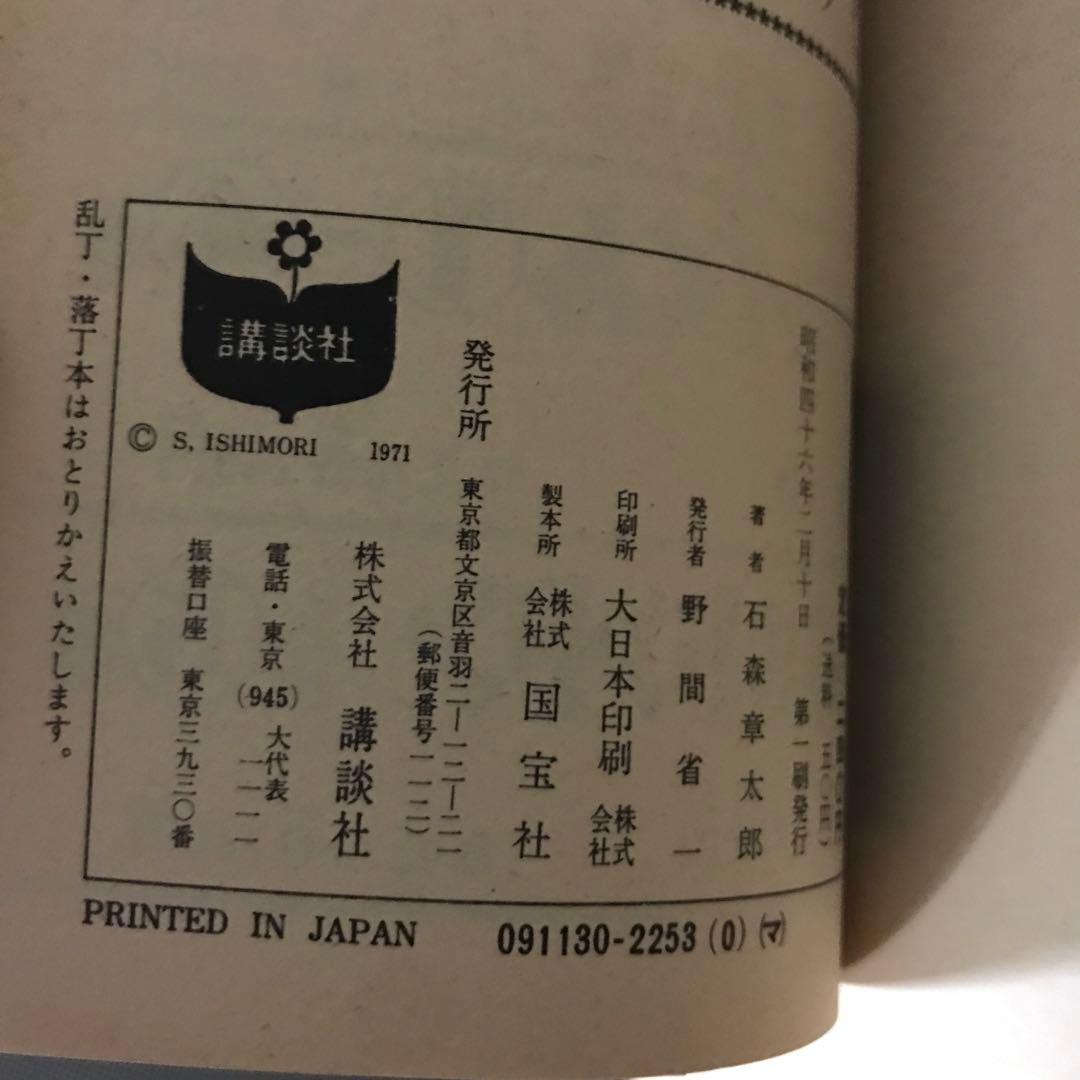 (送料 五〇円)
昭和四十六年二月十日 第一刷発行
著者 石森章太郎
発行者 野間省一
印刷所 大日本印刷株式会社
製本所 株式会社国宝社
発行所 東京都文京区音羽二―一二―二一
(郵便番号一一二)
株式会社 講談社
電話・東京(945)一一一一 大代表
振替口座 東京三九三〇番
講談社
© S, ISHIMORI 1971
乱丁・落丁本はおとりかえいたします。
PRINTED IN JAPAN 091130-2253 (0) (マ)